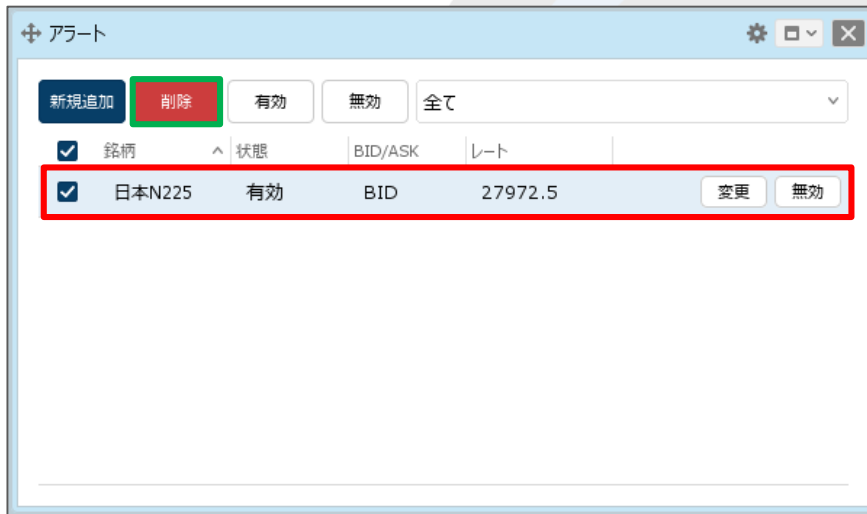 アラート
新規追加 削除 有効 無効 全て
銘柄 状態 BID/ASK レート
日本N225 有効 BID 27972.5 変更 無効